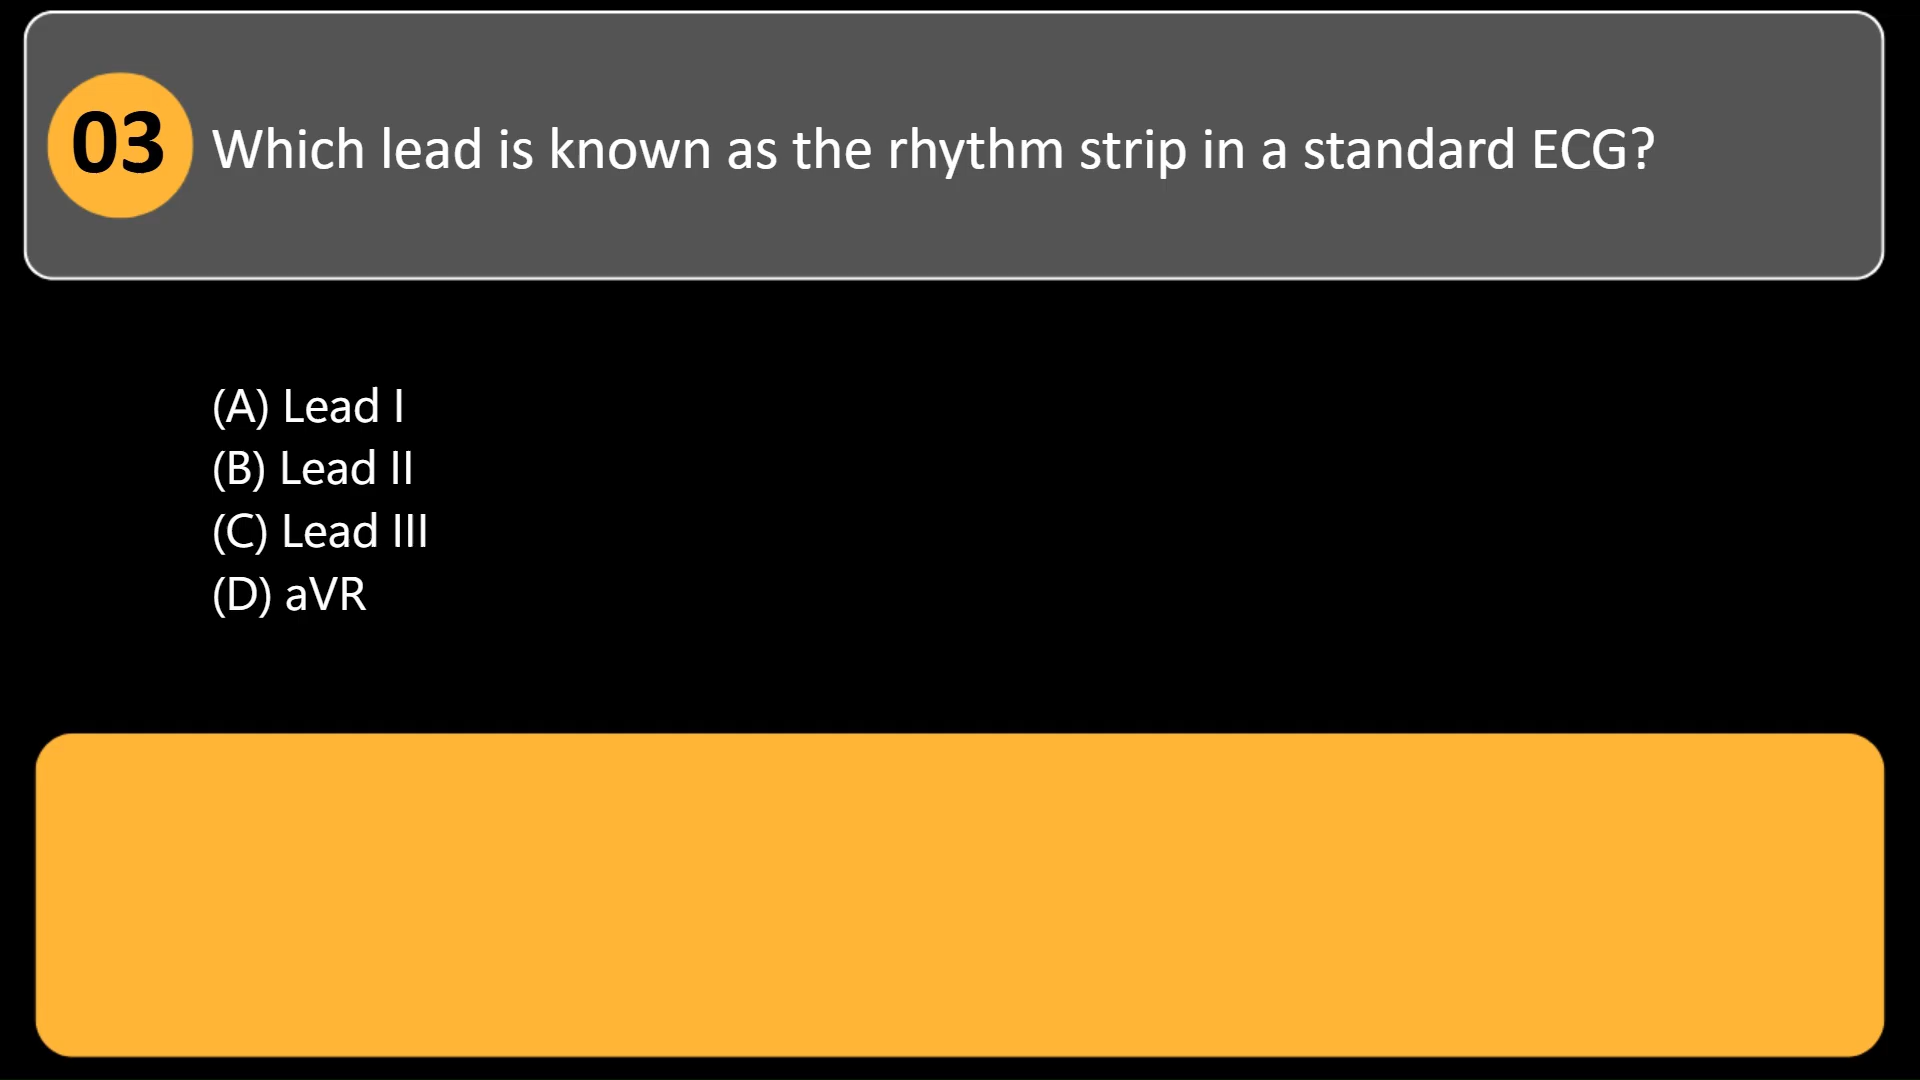 03
Which lead is known as the rhythm strip in a standard ECG?
(A) Lead I
(B) Lead II
(C) Lead III
(D) aVR